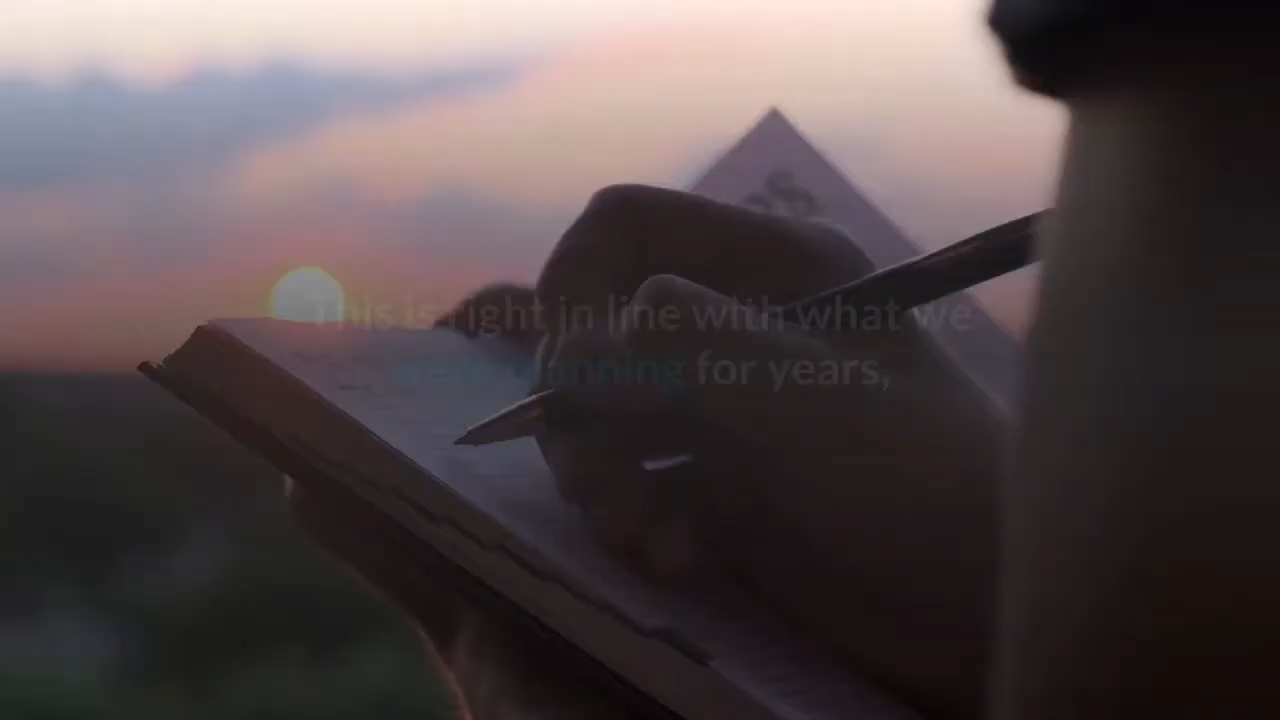 This is right in line with what we
were planning for years,